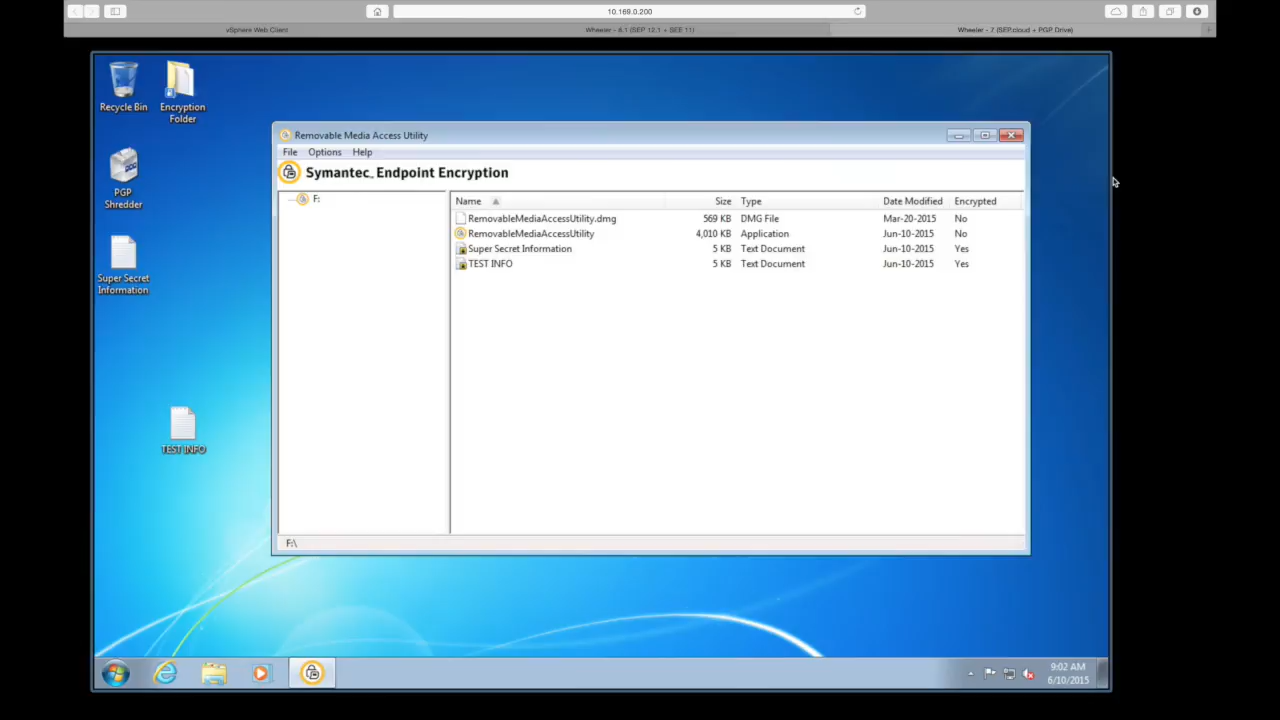 10.169.0.200
vSphere Web Client
Wheeler - 8.1 (SEP 12.1 + SEE 11)
Wheeler - 7 (SEP.cloud + PGP Drive)
Recycle Bin
Encryption
Folder
PGP
Shredder
Super Secret
Information
TEST INFO
Removable Media Access Utility
File Options Help
Symantec. Endpoint Encryption
F:
Name Size Type Date Modified Encrypted
RemovableMediaAccessUtility.dmg 569 KB DMG File Mar-20-2015 No
RemovableMediaAccessUtility 4,010 KB Application Jun-10-2015 No
Super Secret Information 5 KB Text Document Jun-10-2015 Yes
TEST INFO 5 KB Text Document Jun-10-2015 Yes
F:\
9:02 AM
6/10/2015